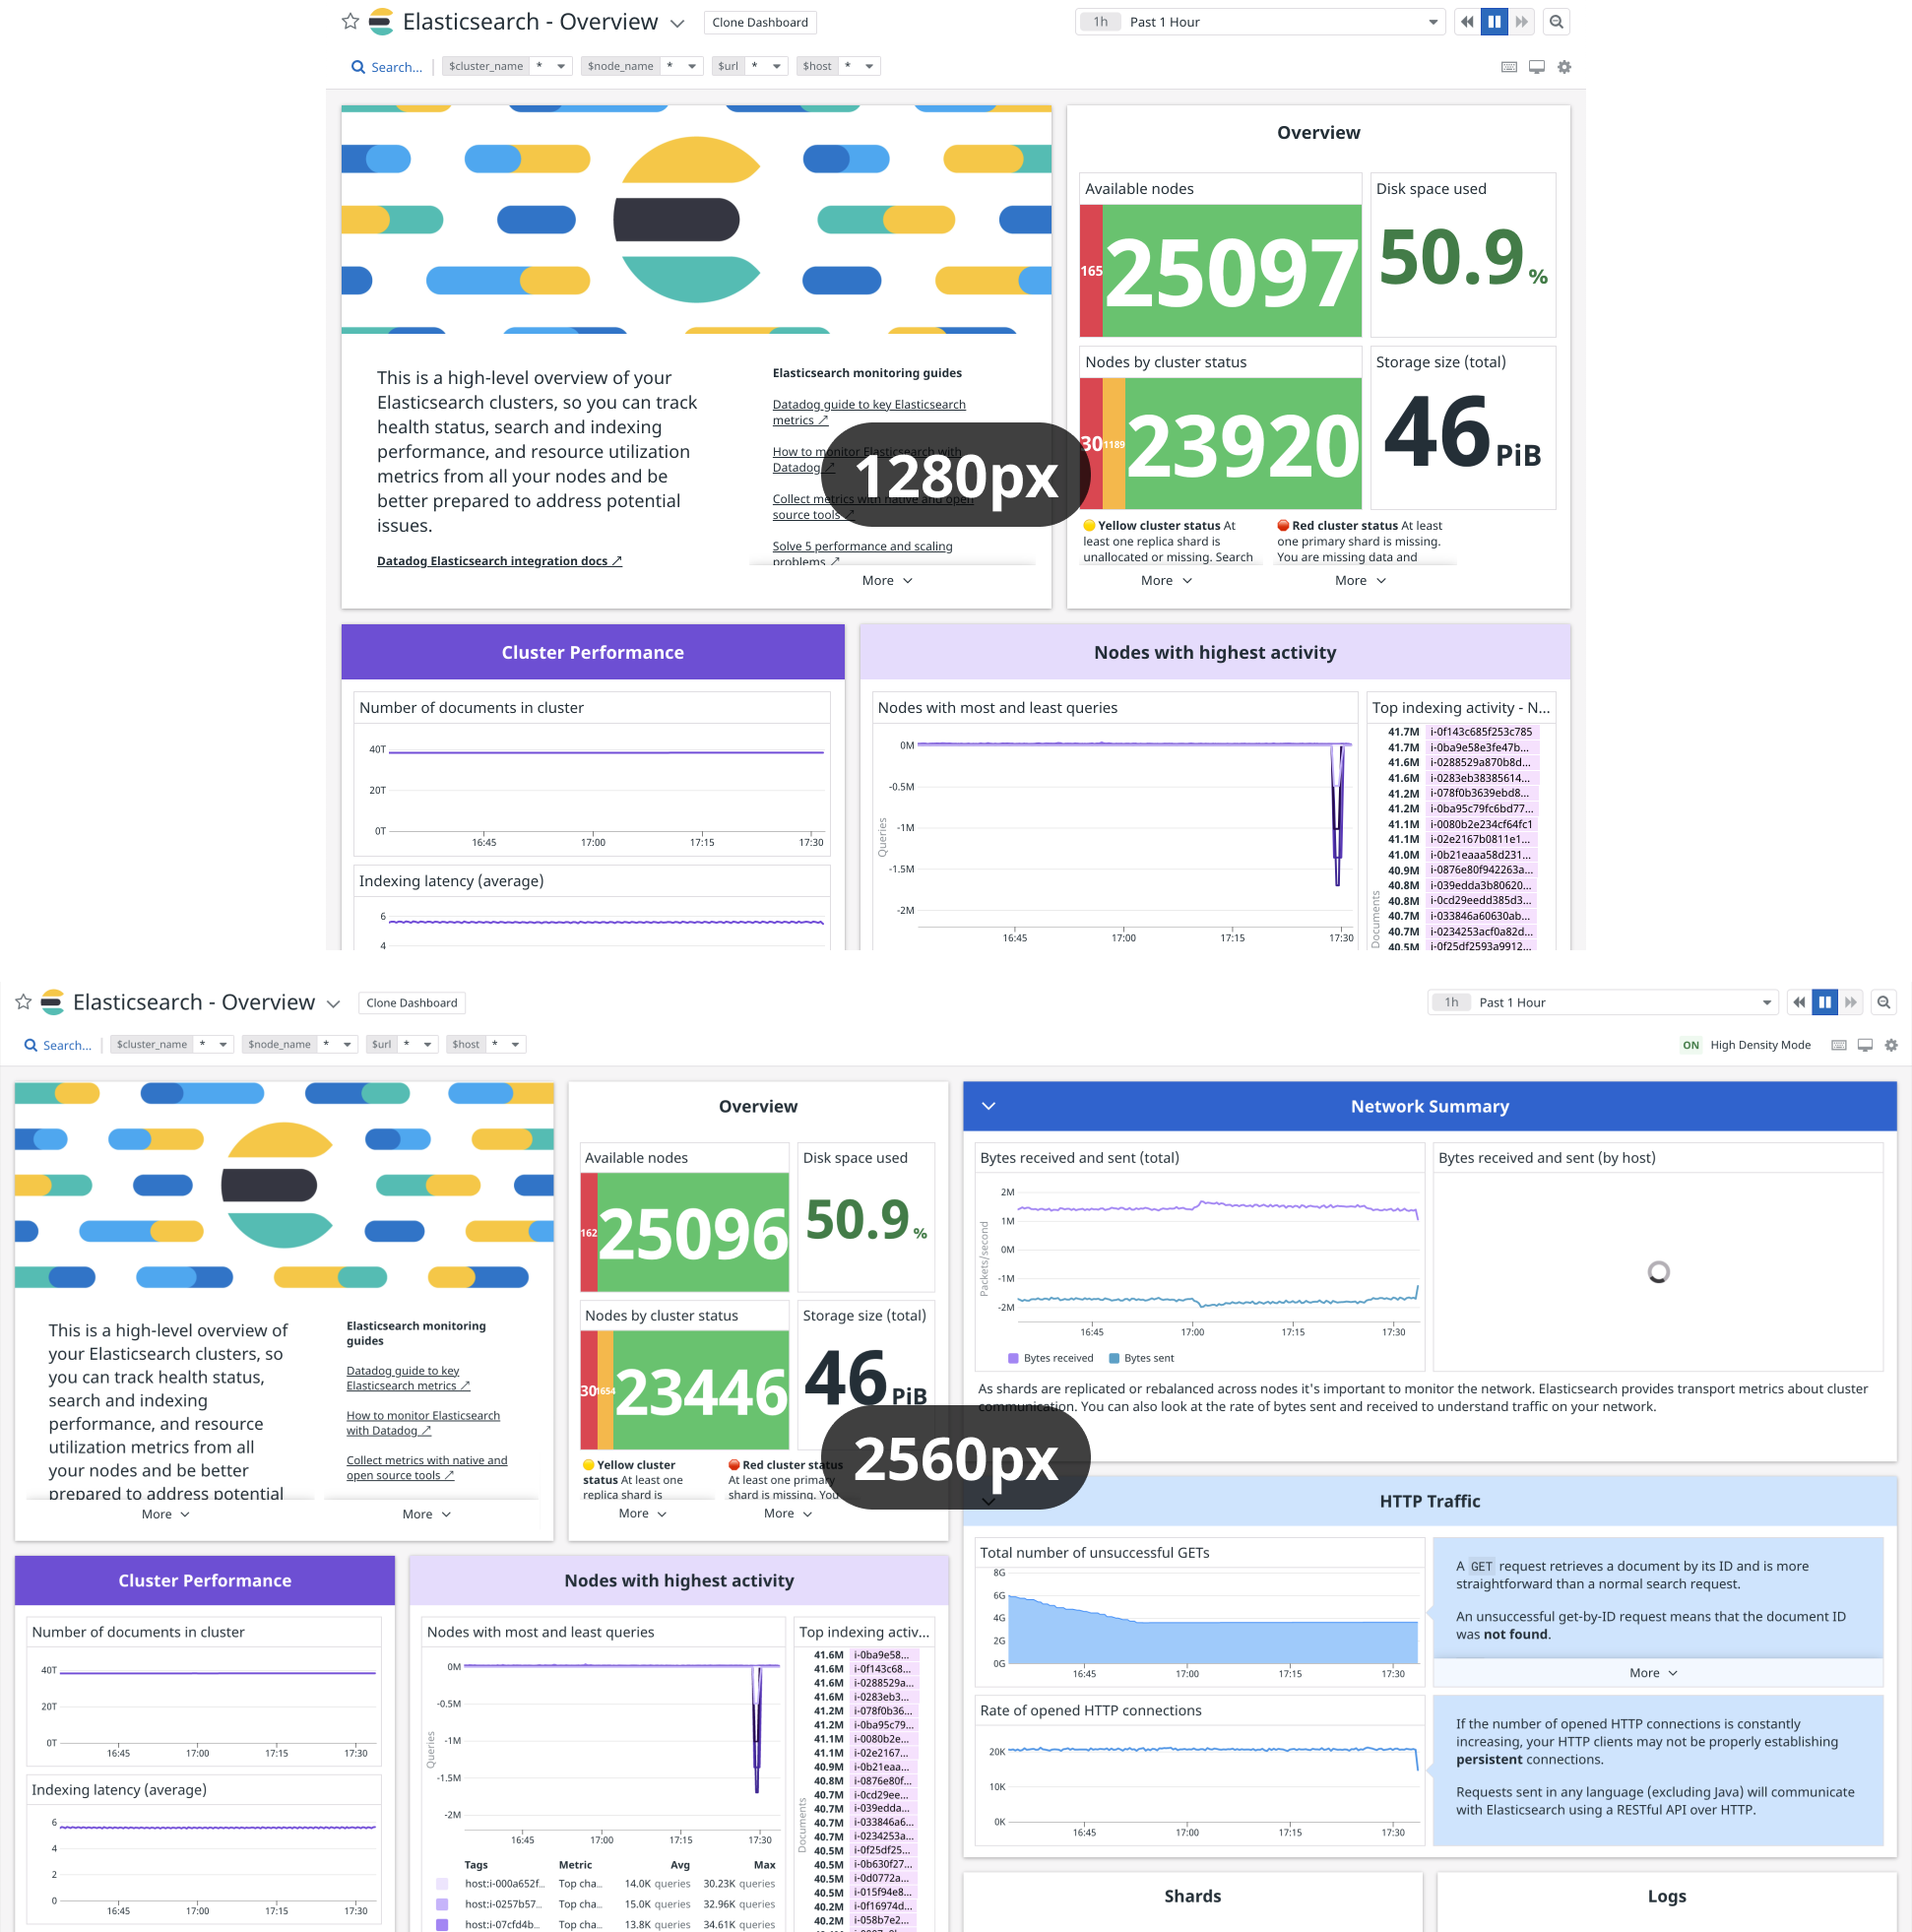 Elasticsearch - Overview
Clone Dashboard
1h Past 1 Hour
Search...
$cluster_name *
$node_name *
$url *
$host *
This is a high-level overview of your
Elasticsearch clusters, so you can track
health status, search and indexing
performance, and resource utilization
metrics from all your nodes and be
better prepared to address potential
issues.
Datadog Elasticsearch integration docs ↗
Elasticsearch monitoring guides
Datadog guide to key Elasticsearch
metrics ↗
How to monitor Elasticsearch with
Datadog ↗
Collect metrics with native and open
source tools ↗
Solve 5 performance and scaling
problems ↗
More
Overview
Available nodes
165
25097
Disk space used
50.9 %
Nodes by cluster status
30
1189
23920
Storage size (total)
46 PiB
Yellow cluster status At
least one replica shard is
unallocated or missing. Search
More
Red cluster status At least
one primary shard is missing.
You are missing data and
More
1280px
Cluster Performance
Number of documents in cluster
40T
20T
0T
16:45 17:00 17:15 17:30
Indexing latency (average)
6
4
Nodes with highest activity
Nodes with most and least queries
Queries
0M
-0.5M
-1M
-1.5M
-2M
16:45 17:00 17:15 17:30
Top indexing activity - N...
Documents
41.7M i-0f143c685f253c785
41.7M i-0ba9e58e3fe47b...
41.6M i-0288529a870b8d...
41.6M i-0283eb38385614...
41.2M i-078f0b3639ebd8...
41.2M i-0ba95c79fc6bd77...
41.1M i-0080b2e234cf64fc1
41.1M i-02e2167b0811e1...
41.0M i-0b21eaaa58d231...
40.9M i-0876e80f942263a...
40.8M i-039edda3b80620...
40.8M i-0cd29eedd385d3...
40.7M i-033846a60630ab...
40.7M i-0234253acf0a82d...
40.5M i-0f25df2593a9912...
Elasticsearch - Overview
Clone Dashboard
1h Past 1 Hour
Search...
$cluster_name *
$node_name *
$url *
$host *
ON High Density Mode
This is a high-level overview of
your Elasticsearch clusters, so
you can track health status,
search and indexing
performance, and resource
utilization metrics from all
your nodes and be better
prepared to address potential
More
Elasticsearch monitoring
guides
Datadog guide to key
Elasticsearch metrics ↗
How to monitor Elasticsearch
with Datadog ↗
Collect metrics with native and
open source tools ↗
More
Overview
Available nodes
162
25096
Disk space used
50.9 %
Nodes by cluster status
30
1654
23446
Storage size (total)
46 PiB
Yellow cluster
status At least one
replica shard is
More
Red cluster status
At least one primary
shard is missing. You
More
2560px
Network Summary
Bytes received and sent (total)
Packets/second
2M
1M
0M
-1M
-2M
16:45 17:00 17:15 17:30
Bytes received
Bytes sent
Bytes received and sent (by host)
As shards are replicated or rebalanced across nodes it's important to monitor the network. Elasticsearch provides transport metrics about cluster
communication. You can also look at the rate of bytes sent and received to understand traffic on your network.
HTTP Traffic
Total number of unsuccessful GETs
8G
6G
4G
2G
0G
16:45 17:00 17:15 17:30
A GET request retrieves a document by its ID and is more
straightforward than a normal search request.
An unsuccessful get-by-ID request means that the document ID
was not found.
More
Rate of opened HTTP connections
20K
10K
0K
16:45 17:00 17:15 17:30
If the number of opened HTTP connections is constantly
increasing, your HTTP clients may not be properly establishing
persistent connections.
Requests sent in any language (excluding Java) will communicate
with Elasticsearch using a RESTful API over HTTP.
Cluster Performance
Number of documents in cluster
40T
20T
0T
16:45 17:00 17:15 17:30
Indexing latency (average)
6
4
2
0
16:45 17:00 17:15 17:30
Nodes with highest activity
Nodes with most and least queries
Queries
0M
-0.5M
-1M
-1.5M
-2M
16:45 17:00 17:15 17:30
Tags Metric Avg Max
host:i-000a652f... Top cha... 14.0K queries 30.23K queries
host:i-0257b57... Top cha... 15.0K queries 32.96K queries
host:i-07cfd4b... Top cha... 13.8K queries 34.61K queries
Top indexing activ...
Documents
41.6M i-0ba9e58...
41.6M i-0f143c68...
41.6M i-0288529a...
41.6M i-0283eb3...
41.2M i-078f0b36...
41.2M i-0ba95c79...
41.1M i-0080b2e...
41.1M i-02e2167...
40.9M i-0b21eaa...
40.8M i-0876e80f...
40.7M i-0cd29ee...
40.7M i-039edda...
40.7M i-033846a6...
40.7M i-0234253a...
40.5M i-0f25df25...
40.5M i-0b630f27...
40.5M i-0d0772a...
40.5M i-015f94e8...
40.2M i-0f16974d...
40.2M i-058b7e2...
Shards
Logs